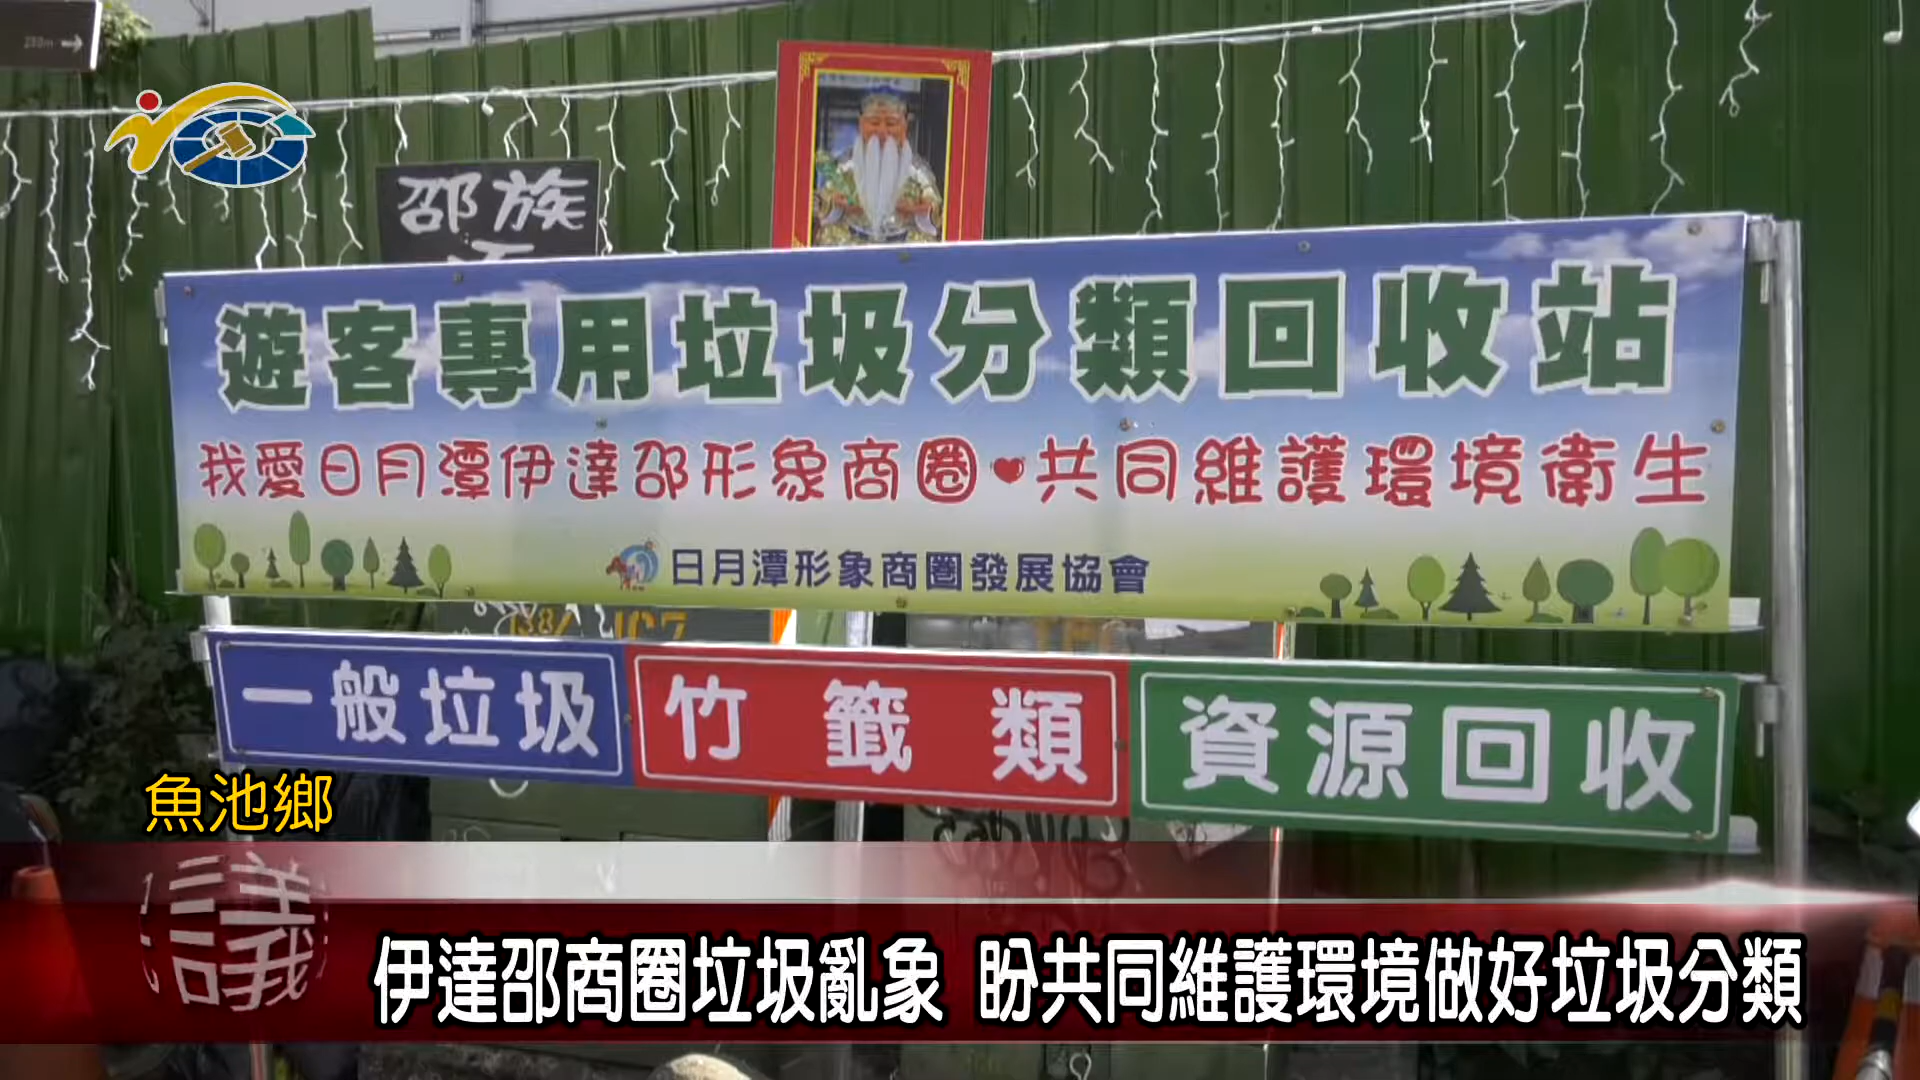 280m
邵族
遊客專用垃圾分類回收站
我愛日月潭伊達邵形象商圈❤共同維護環境衛生
日月潭形象商圈發展協會
一般垃圾 竹籤類 資源回收
魚池鄉
議
伊達邵商圈垃圾亂象 盼共同維護環境做好垃圾分類